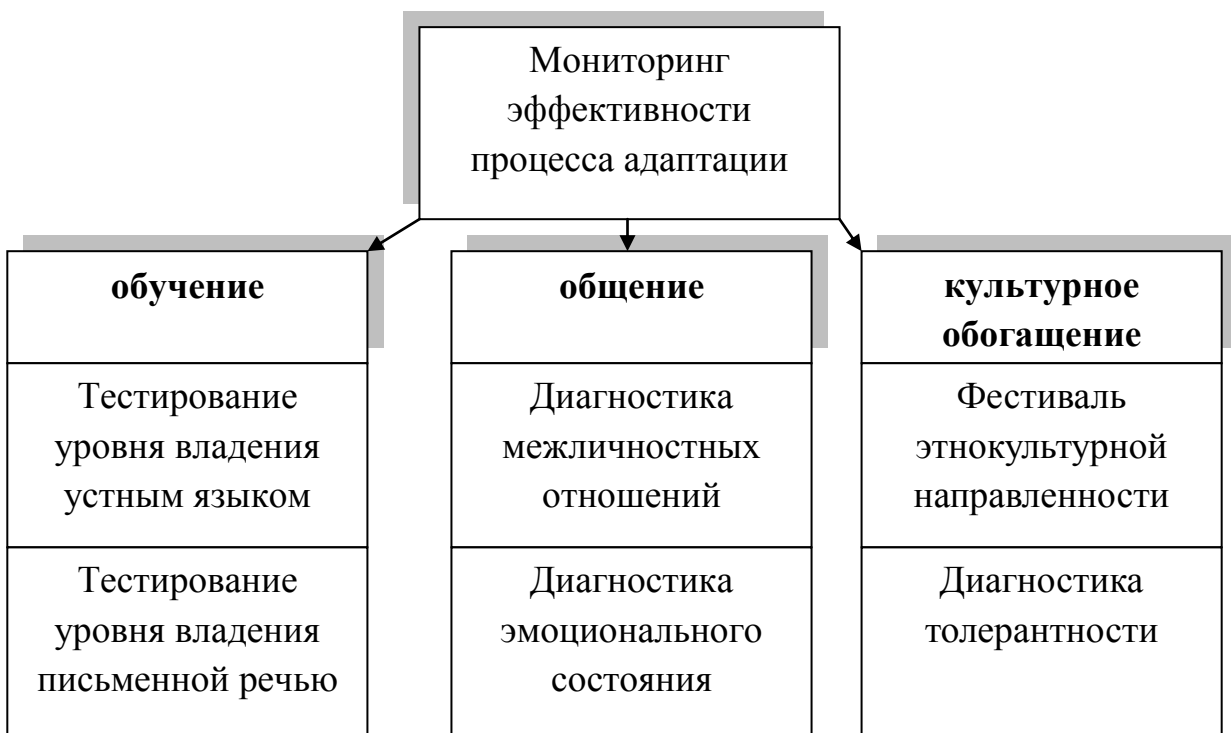 Мониторинг
эффективности
процесса адаптации
обучение
Тестирование
уровня владения
устным языком
Тестирование
уровня владения
письменной речью
общение
Диагностика
межличностных
отношений
Диагностика
эмоционального
состояния
культурное
обогащение
Фестиваль
этнокультурной
направленности
Диагностика
толерантности